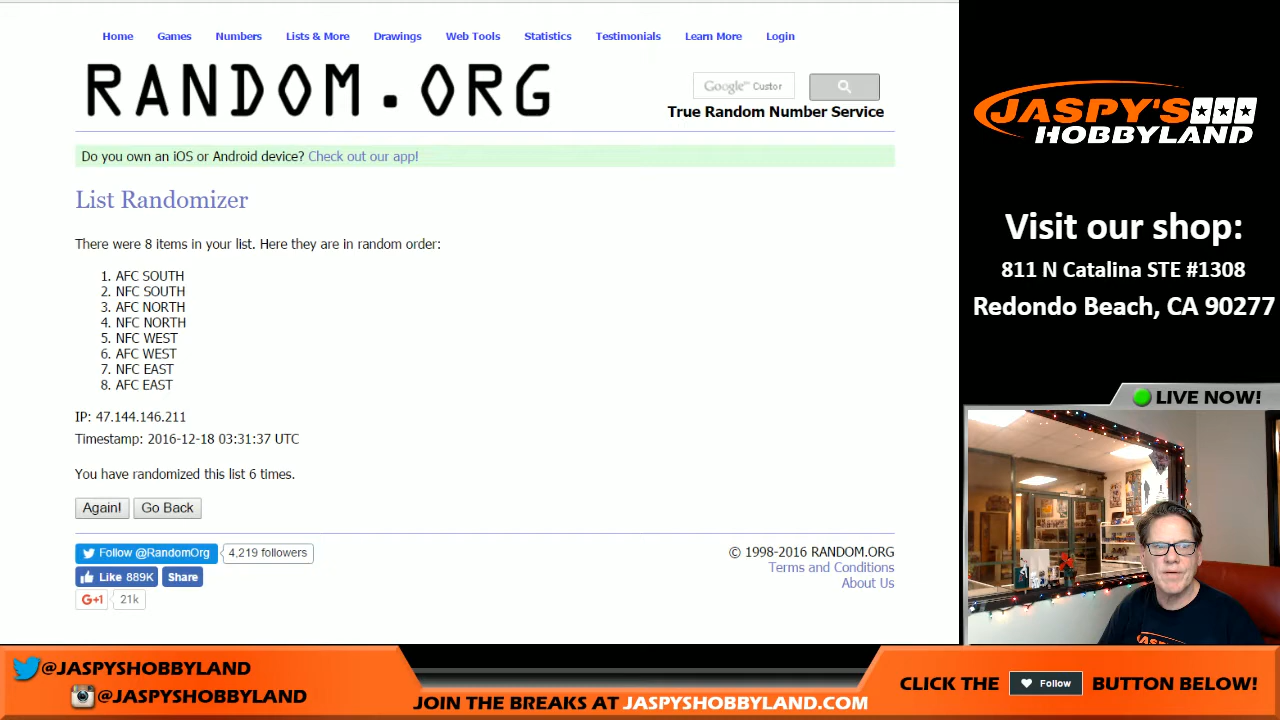 Home Games Numbers Lists & More Drawings Web Tools Statistics Testimonials Learn More Login
RANDOM.ORG
Google™ Custor
True Random Number Service
Do you own an iOS or Android device? Check out our app!
List Randomizer
There were 8 items in your list. Here they are in random order:
1. AFC SOUTH
2. NFC SOUTH
3. AFC NORTH
4. NFC NORTH
5. NFC WEST
6. AFC WEST
7. NFC EAST
8. AFC EAST
IP: 47.144.146.211
Timestamp: 2016-12-18 03:31:37 UTC
You have randomized this list 6 times.
Again! Go Back
Follow @RandomOrg 4,219 followers
Like 889K Share
G+1 21k
© 1998-2016 RANDOM.ORG
Terms and Conditions
About Us
JASPY'S
HOBBYLAND
Visit our shop:
811 N Catalina STE #1308
Redondo Beach, CA 90277
LIVE NOW!
@JASPYSHOBBYLAND
@JASPYSHOBBYLAND
JOIN THE BREAKS AT JASPYSHOBBYLAND.COM
CLICK THE Follow BUTTON BELOW!